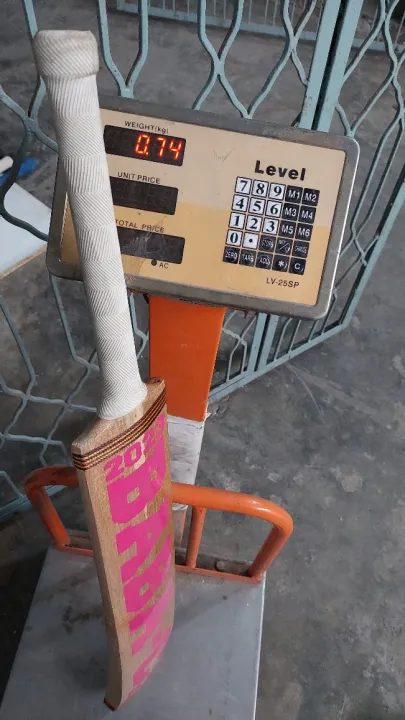 WEIGHT(kg)
0.74
UNIT PRICE
TOTAL PRICE
AC
Level
7 8 9 M1 M2
4 5 6 M3 M4
1 2 3 M5 M6
0 •
ZERO TARE ADD * C
LV-25SP